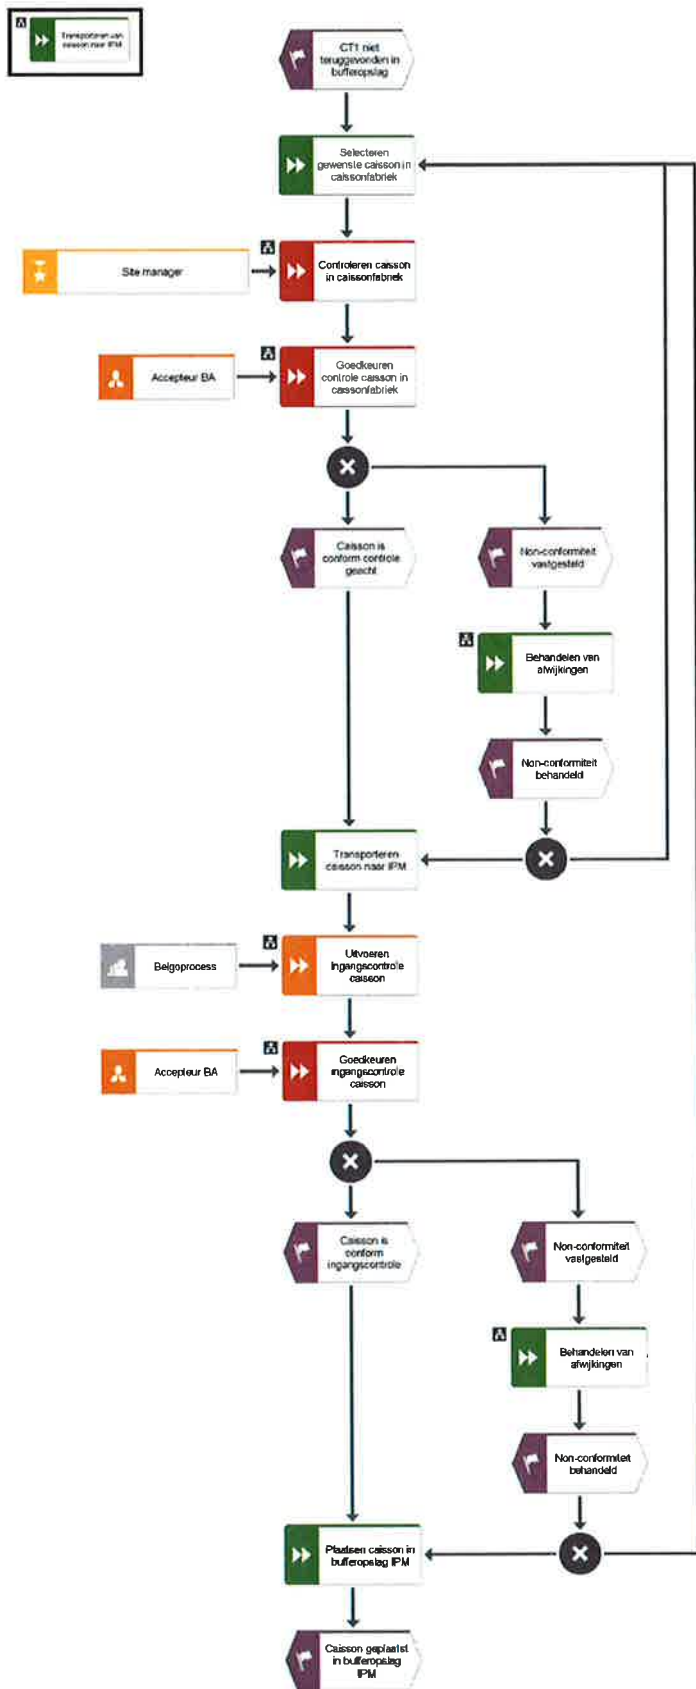 Transporteren van
caisson naar IPM
CT1 niet
teruggevonden in
bufferopslag
Selecteren
gewenste caisson in
caissonfabriek
Site manager
Controleren caisson
in caissonfabriek
Accepteur BA
Goedkeuren
controle caisson in
caissonfabriek
Caisson is
conform controle
geacht
Non-conformiteit
vastgesteld
Behandelen van
afwijkingen
Non-conformiteit
behandeld
Transporteren
caisson naar IPM
Belgoprocess
Uitvoeren
ingangscontrole
caisson
Accepteur BA
Goedkeuren
ingangscontrole
caisson
Caisson is
conform
ingangscontrole
Non-conformiteit
vastgesteld
Behandelen van
afwijkingen
Non-conformiteit
behandeld
Plaatsen caisson in
bufferopslag IPM
Caisson geplaatst
in bufferopslag
IPM